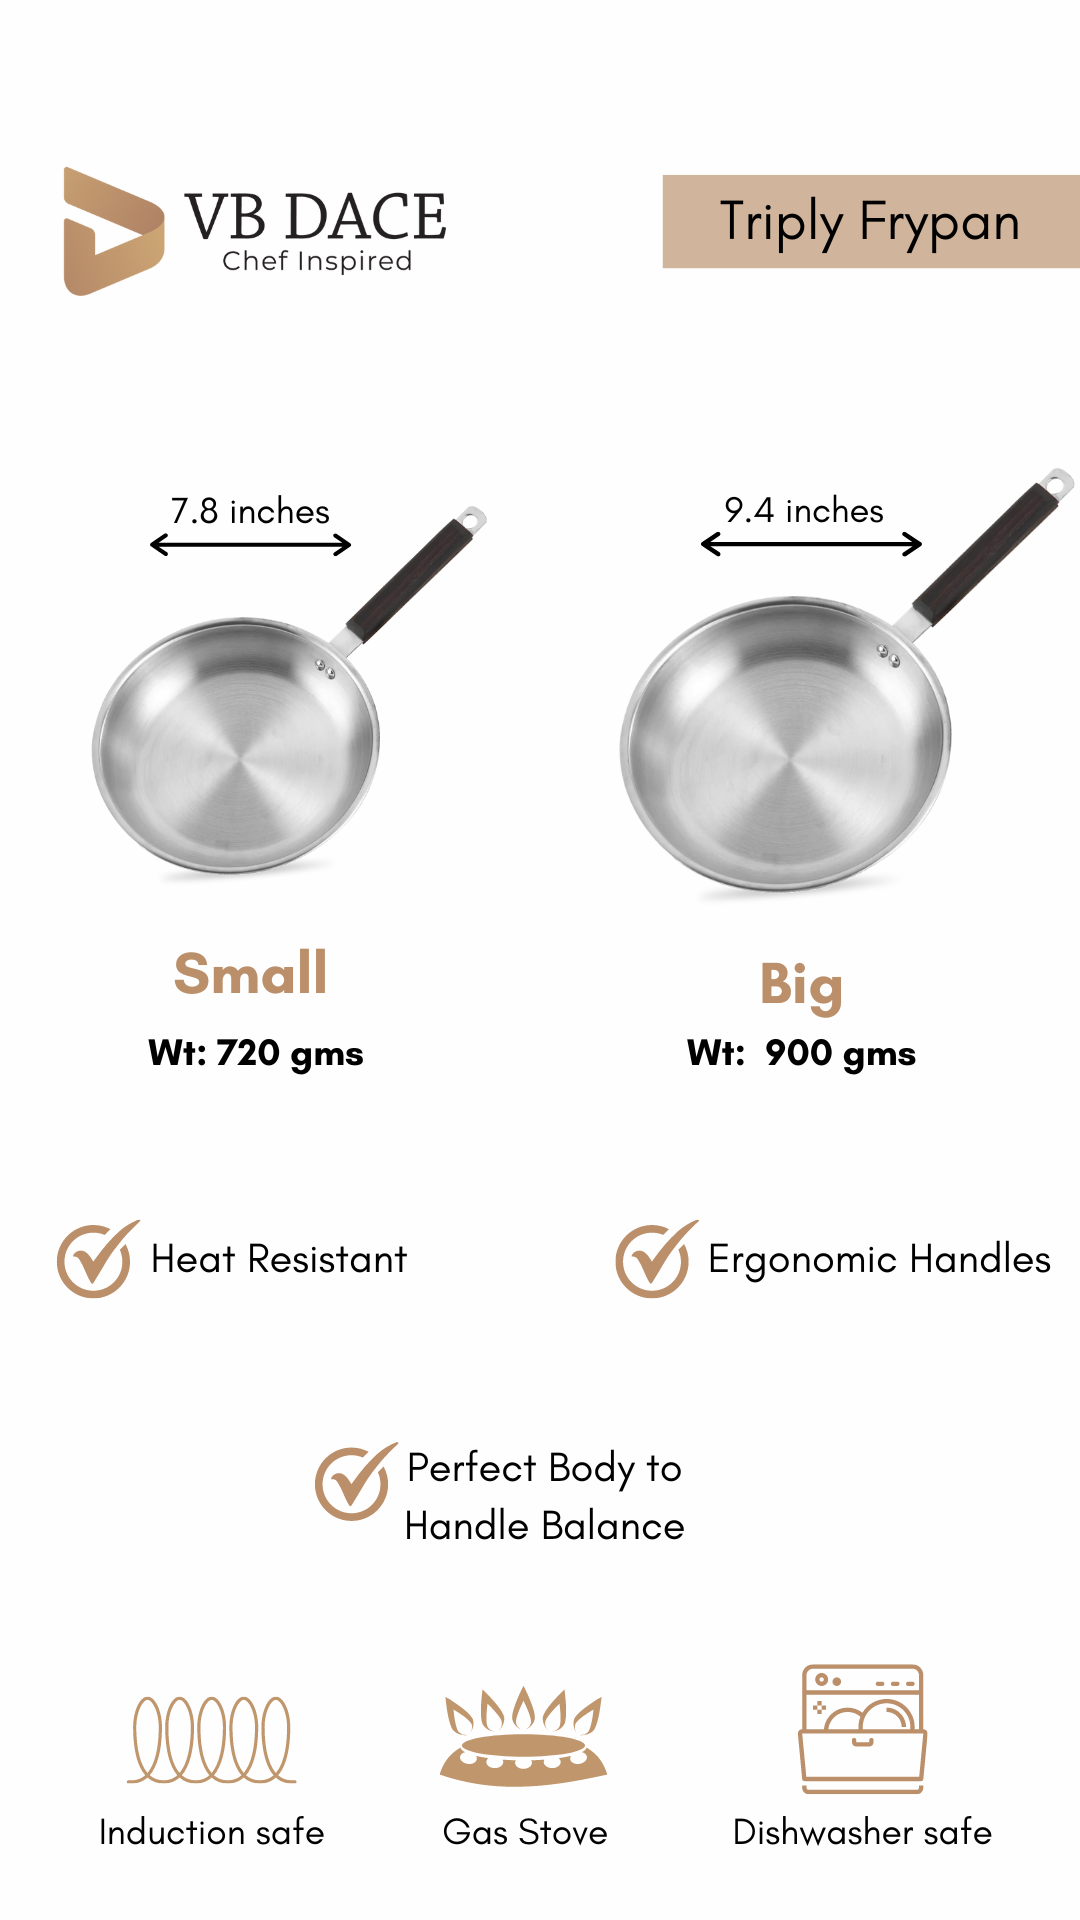 VB DACE
Chef Inspired
Triply Frypan
7.8 inches
9.4 inches
Small
Big
Wt: 720 gms
Wt: 900 gms
Heat Resistant
Ergonomic Handles
Perfect Body to
Handle Balance
Induction safe
Gas Stove
Dishwasher safe